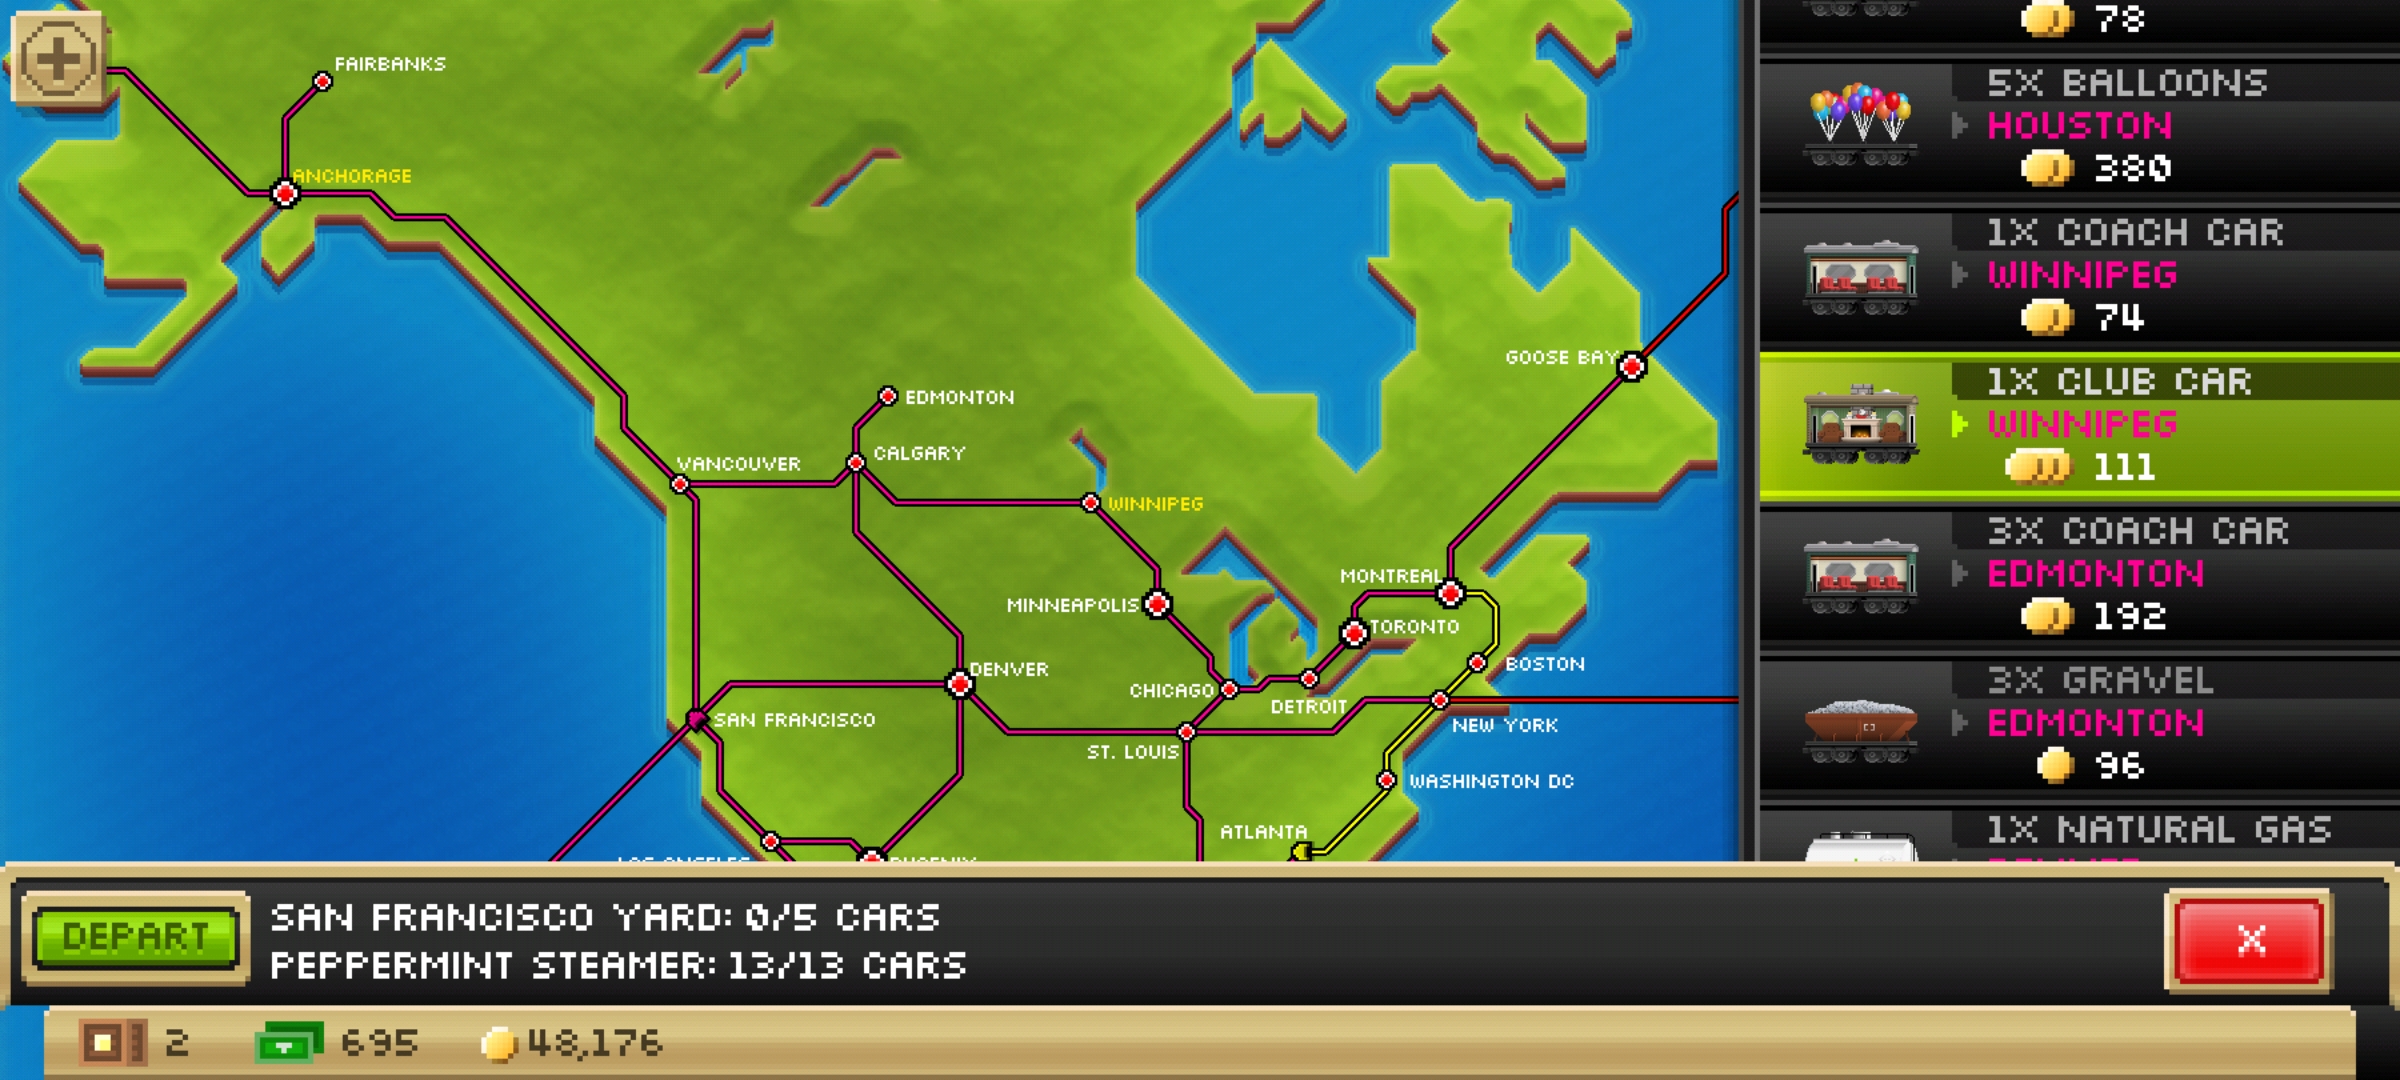 FAIRBANKS
ANCHORAGE
GOOSE BAY
EDMONTON
CALGARY
VANCOUVER
WINNIPEG
MONTREAL
MINNEAPOLIS
TORONTO
BOSTON
DENVER
CHICAGO
DETROIT
SAN FRANCISCO
NEW YORK
ST. LOUIS
WASHINGTON DC
ATLANTA
LOS ANGELES
PHOENIX
78
5X BALLOONS
HOUSTON
380
1X COACH CAR
WINNIPEG
74
1X CLUB CAR
WINNIPEG
111
3X COACH CAR
EDMONTON
192
3X GRAVEL
EDMONTON
96
1X NATURAL GAS
DEPART
SAN FRANCISCO YARD: 0/5 CARS
PEPPERMINT STEAMER: 13/13 CARS
X
2
695
48,176